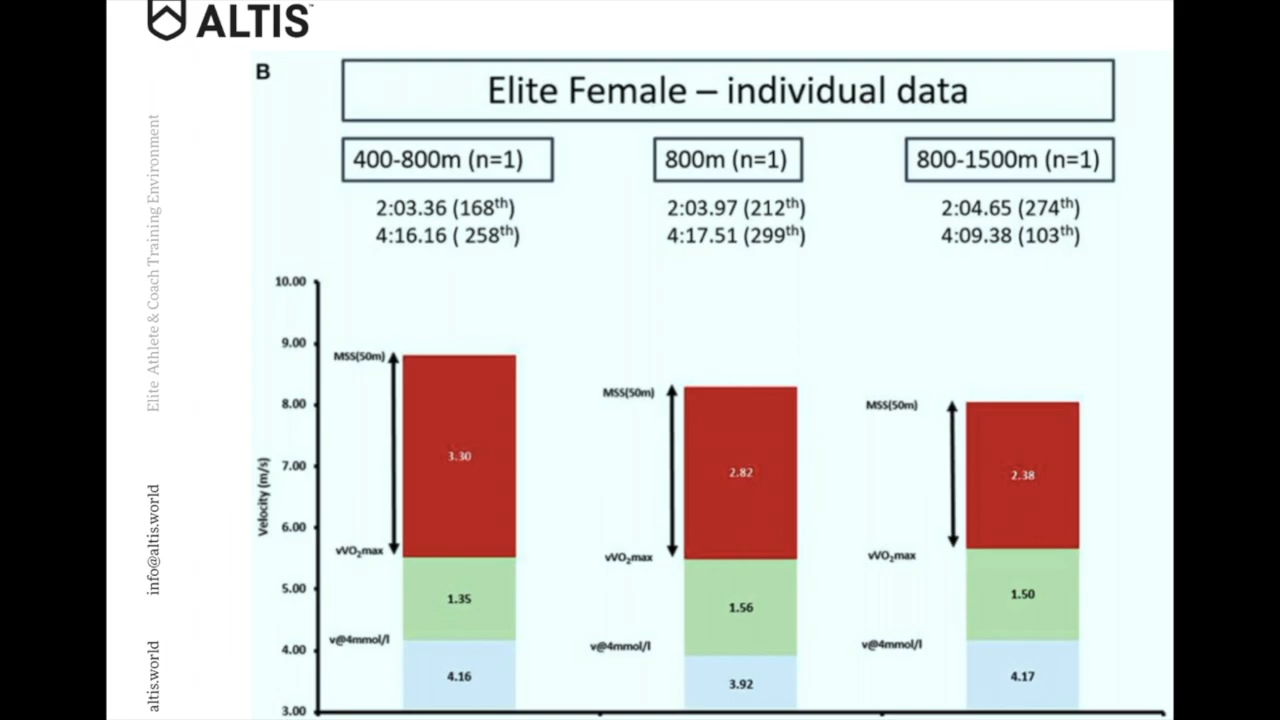 ALTIS™
Elite Athlete & Coach Training Environment
info@altis.world
altis.world
B
Elite Female – individual data
400-800m (n=1)
800m (n=1)
800-1500m (n=1)
2:03.36 (168th)
4:16.16 ( 258th)
2:03.97 (212th)
4:17.51 (299th)
2:04.65 (274th)
4:09.38 (103th)
Velocity (m/s)
10.00
9.00
8.00
7.00
6.00
5.00
4.00
3.00
MSS(50m)
3.30
vVO₂max
1.35
v@4mmol/l
4.16
MSS(50m)
2.82
vVO₂max
1.56
v@4mmol/l
3.92
MSS(50m)
2.38
vVO₂max
1.50
v@4mmol/l
4.17